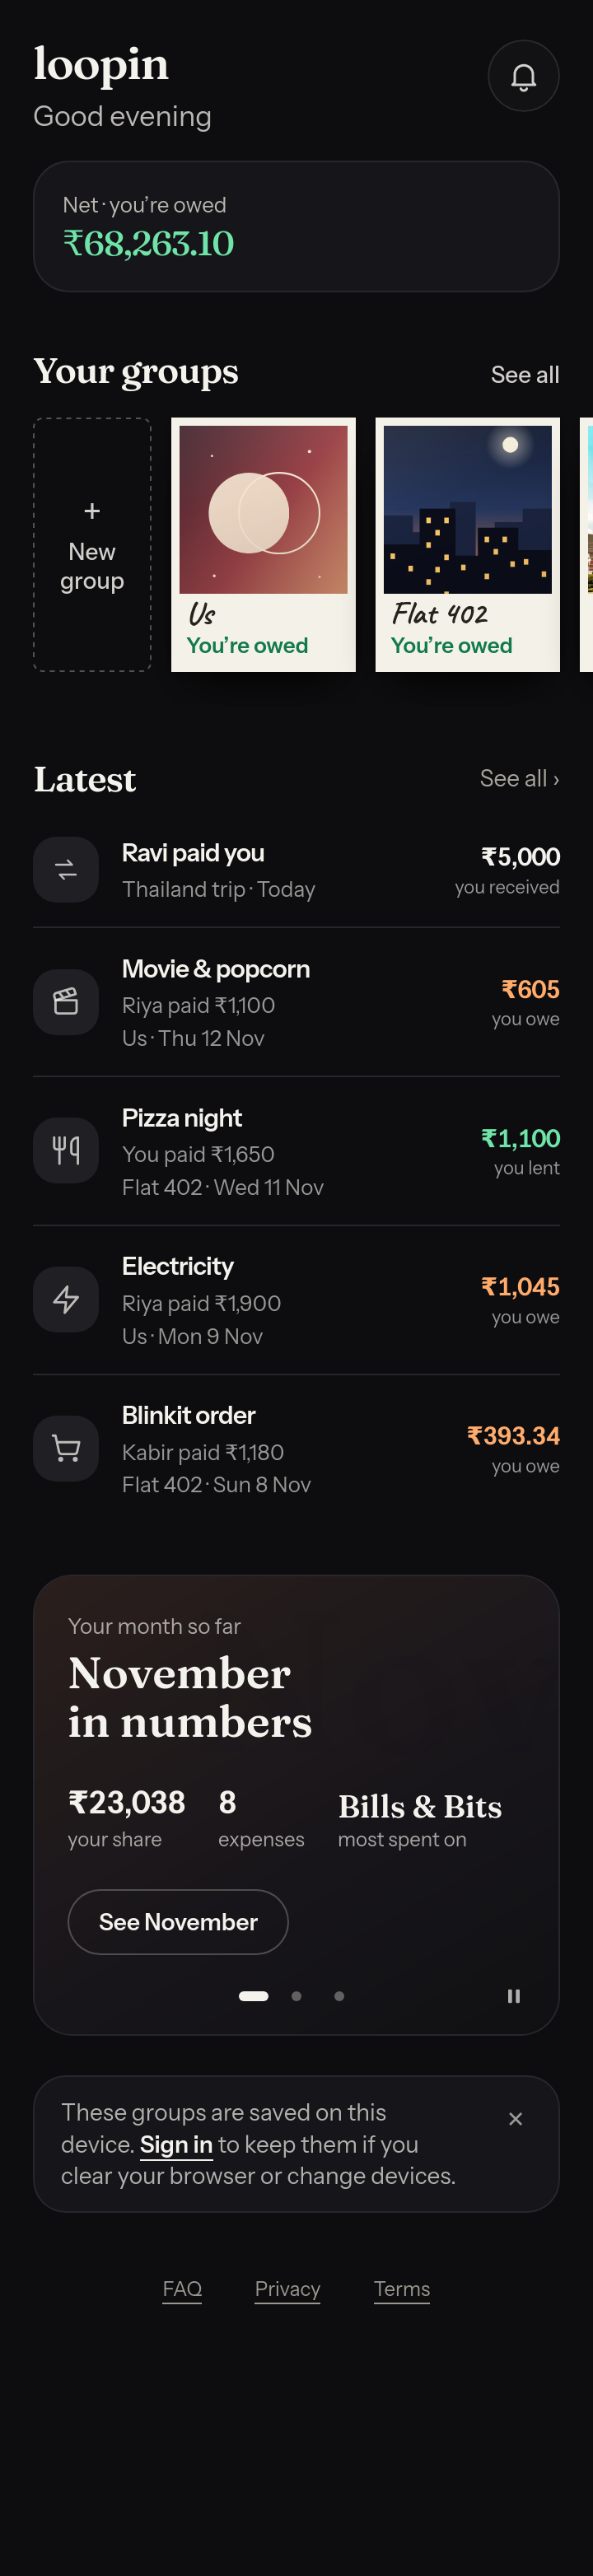 loopin
Good evening
Net · you’re owed
₹68,263.10
Your groups
See all
+
New
group
Us
You’re owed
Flat 402
You’re owed
Latest
See all ›
Ravi paid you
Thailand trip · Today
₹5,000
you received
Movie & popcorn
Riya paid ₹1,100
Us · Thu 12 Nov
₹605
you owe
Pizza night
You paid ₹1,650
Flat 402 · Wed 11 Nov
₹1,100
you lent
Electricity
Riya paid ₹1,900
Us · Mon 9 Nov
₹1,045
you owe
Blinkit order
Kabir paid ₹1,180
Flat 402 · Sun 8 Nov
₹393.34
you owe
Your month so far
November
in numbers
₹23,038
your share
8
expenses
Bills & Bits
most spent on
See November
These groups are saved on this
device. Sign in to keep them if you
clear your browser or change devices.
FAQ
Privacy
Terms